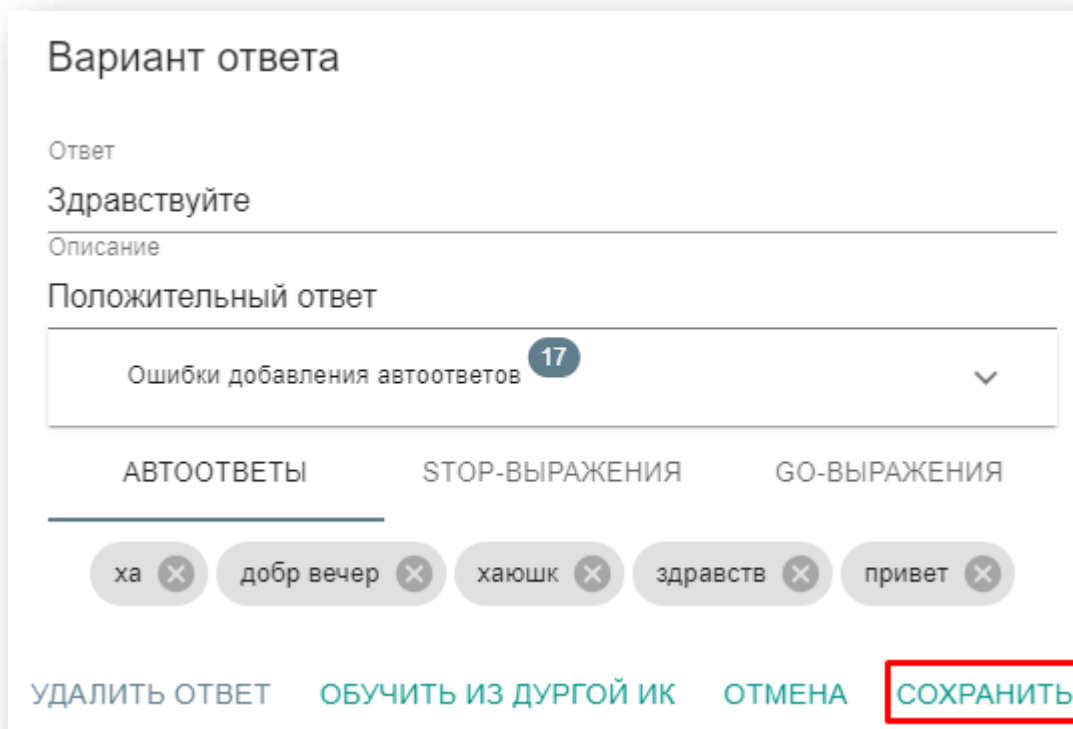 Вариант ответа
Ответ
Здравствуйте
Описание
Положительный ответ
Ошибки добавления автоответов 17
АВТООТВЕТЫ STOP-ВЫРАЖЕНИЯ GO-ВЫРАЖЕНИЯ
ха добр вечер хаюшк здравств привет
УДАЛИТЬ ОТВЕТ ОБУЧИТЬ ИЗ ДУРГОЙ ИК ОТМЕНА СОХРАНИТЬ